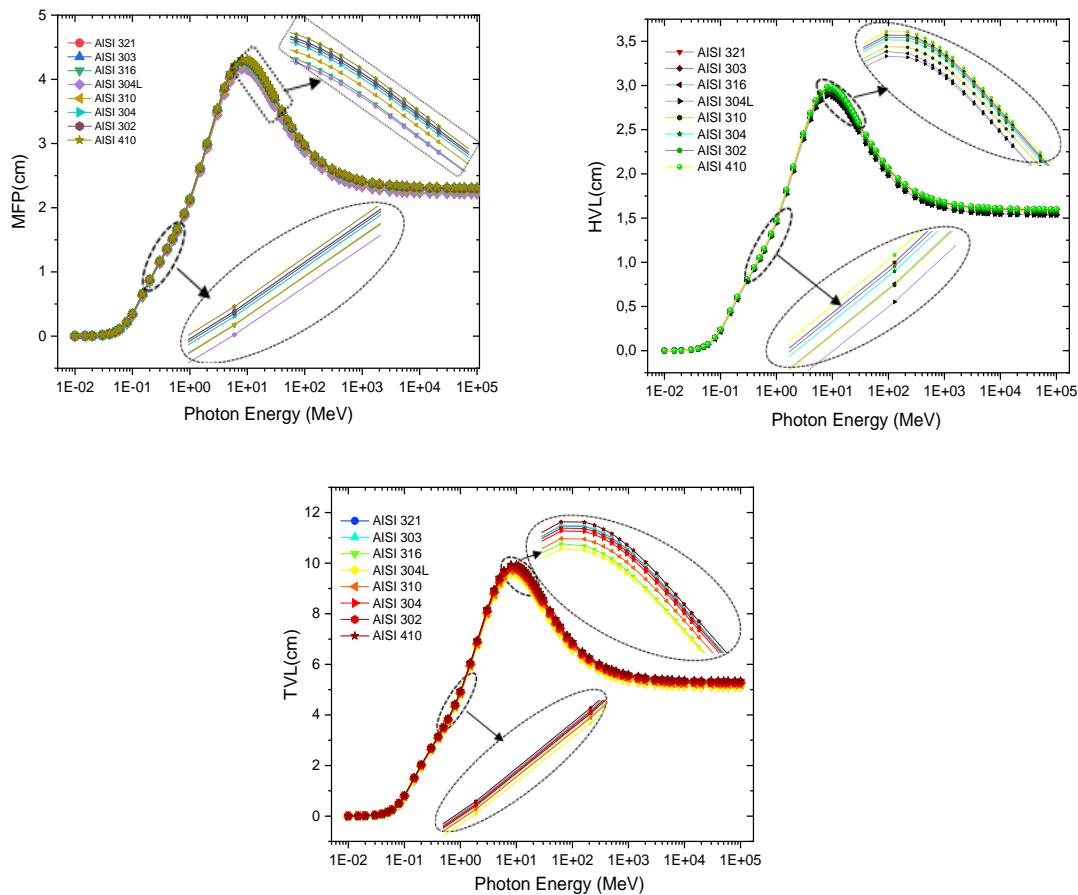 AISI 321
AISI 303
AISI 316
AISI 304L
AISI 310
AISI 304
AISI 302
AISI 410
MFP(cm)
5
4
3
2
1
0
1E-02 1E-01 1E+00 1E+01 1E+02 1E+03 1E+04 1E+05
Photon Energy (MeV)
AISI 321
AISI 303
AISI 316
AISI 304L
AISI 310
AISI 304
AISI 302
AISI 410
HVL(cm)
3,5
3,0
2,5
2,0
1,5
1,0
0,5
0,0
1E-02 1E-01 1E+00 1E+01 1E+02 1E+03 1E+04 1E+05
Photon Energy (MeV)
AISI 321
AISI 303
AISI 316
AISI 304L
AISI 310
AISI 304
AISI 302
AISI 410
TVL(cm)
12
10
8
6
4
2
0
1E-02 1E-01 1E+00 1E+01 1E+02 1E+03 1E+04 1E+05
Photon Energy (MeV)